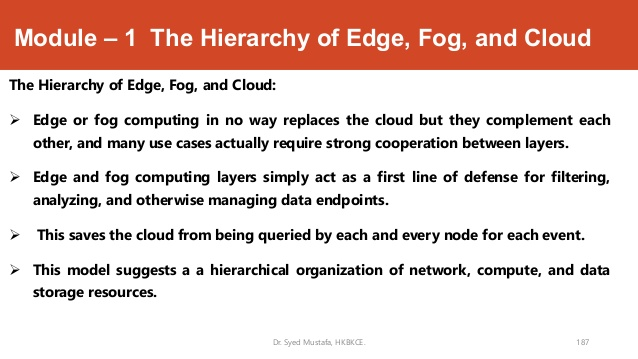 Module – 1 The Hierarchy of Edge, Fog, and Cloud
The Hierarchy of Edge, Fog, and Cloud:
➢ Edge or fog computing in no way replaces the cloud but they complement each
other, and many use cases actually require strong cooperation between layers.
➢ Edge and fog computing layers simply act as a first line of defense for filtering,
analyzing, and otherwise managing data endpoints.
➢ This saves the cloud from being queried by each and every node for each event.
➢ This model suggests a a hierarchical organization of network, compute, and data
storage resources.
Dr. Syed Mustafa, HKBKCE.
187